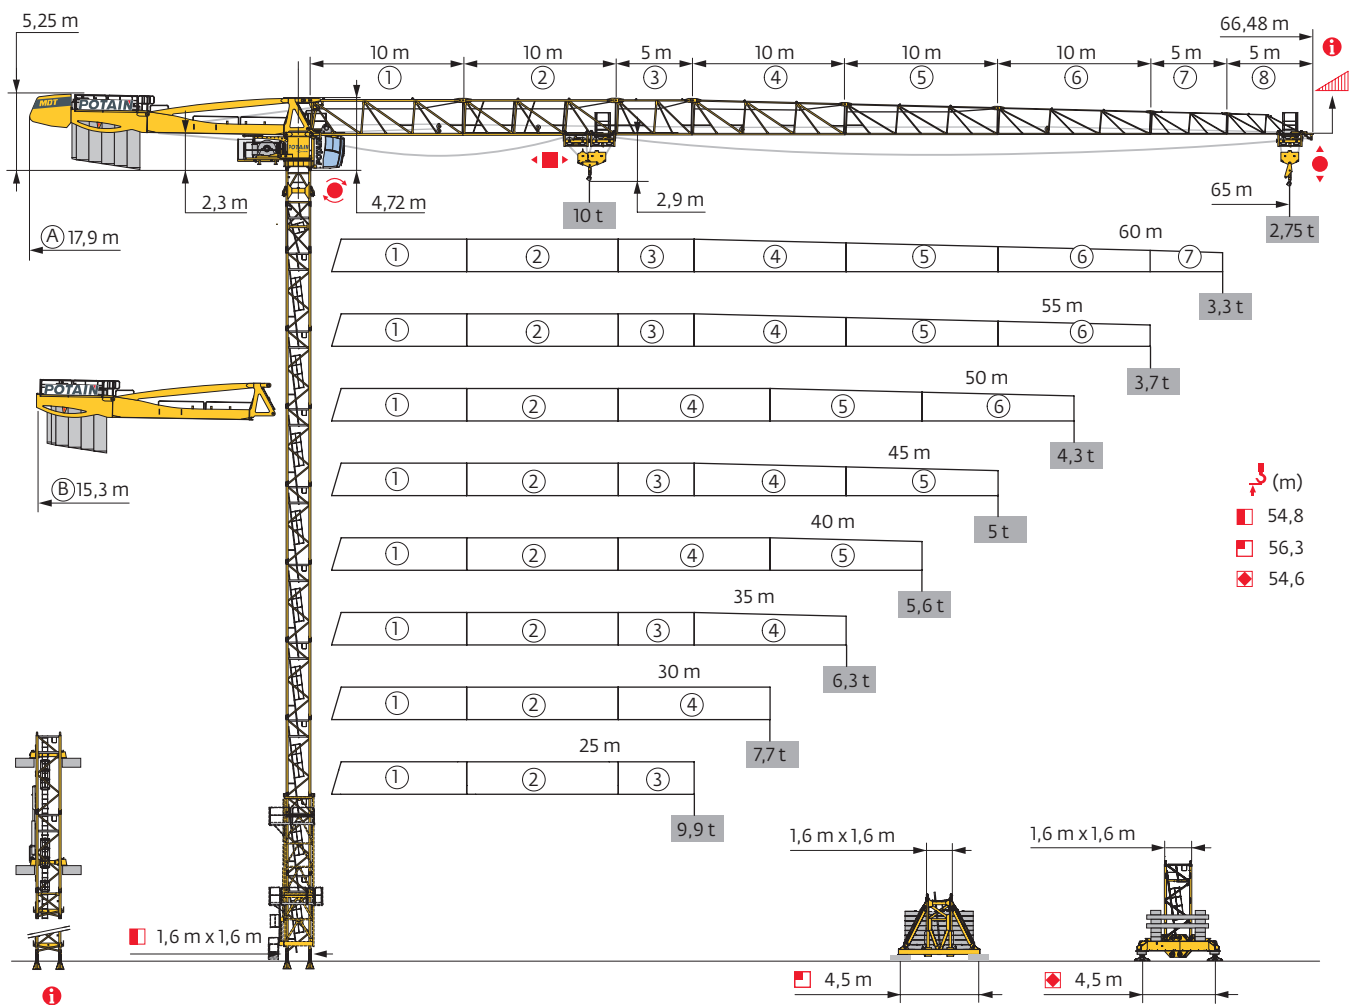 5,25 m
66,48 m
10 m
10 m
5 m
10 m
10 m
10 m
5 m
5 m
1
2
3
4
5
6
7
8
i
MDT
POTAIN
POTAIN
2,3 m
4,72 m
2,9 m
65 m
10 t
2,75 t
A 17,9 m
60 m
1 2 3 4 5 6 7
3,3 t
55 m
1 2 3 4 5 6
3,7 t
50 m
1 2 4 5 6
4,3 t
POTAIN
B 15,3 m
45 m
1 2 3 4 5
5 t
(m)
54,8
56,3
54,6
40 m
1 2 4 5
5,6 t
35 m
1 2 3 4
6,3 t
30 m
1 2 4
7,7 t
25 m
1 2 3
9,9 t
1,6 m x 1,6 m
1,6 m x 1,6 m
1,6 m x 1,6 m
4,5 m
4,5 m
i